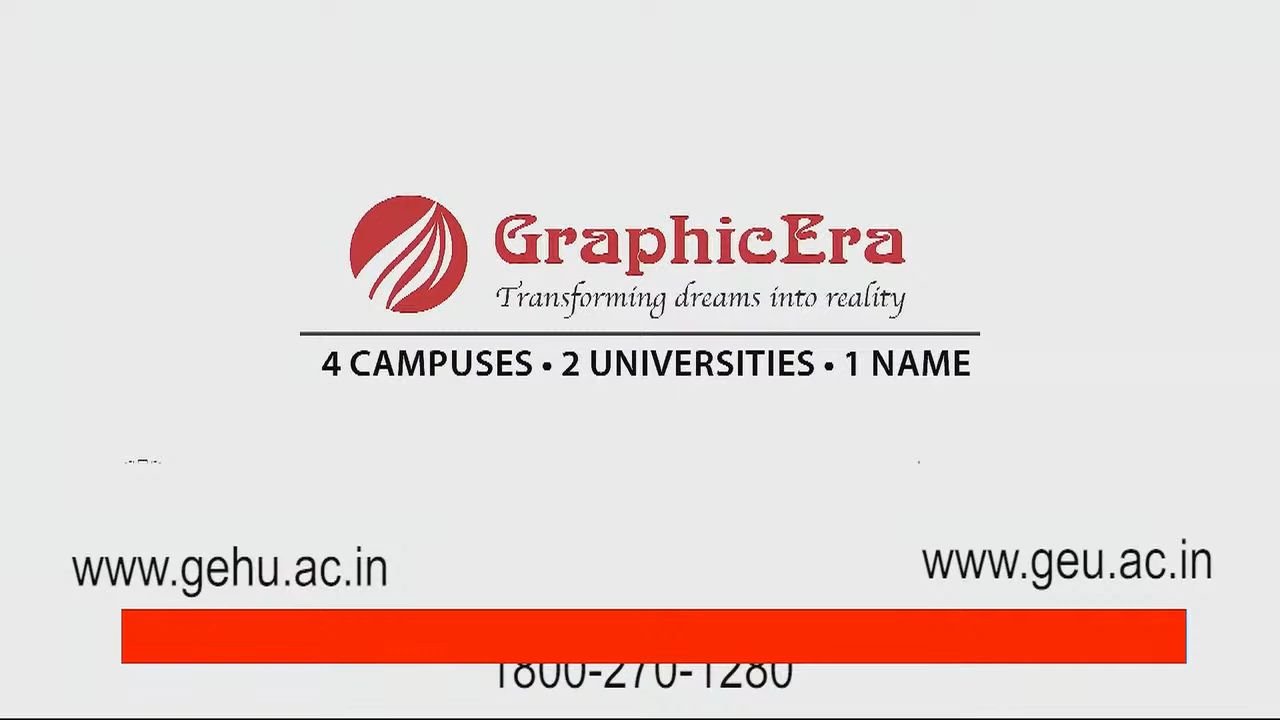 GraphicEra
Transforming dreams into reality
4 CAMPUSES • 2 UNIVERSITIES • 1 NAME
www.gehu.ac.in
www.geu.ac.in
1800-270-1280